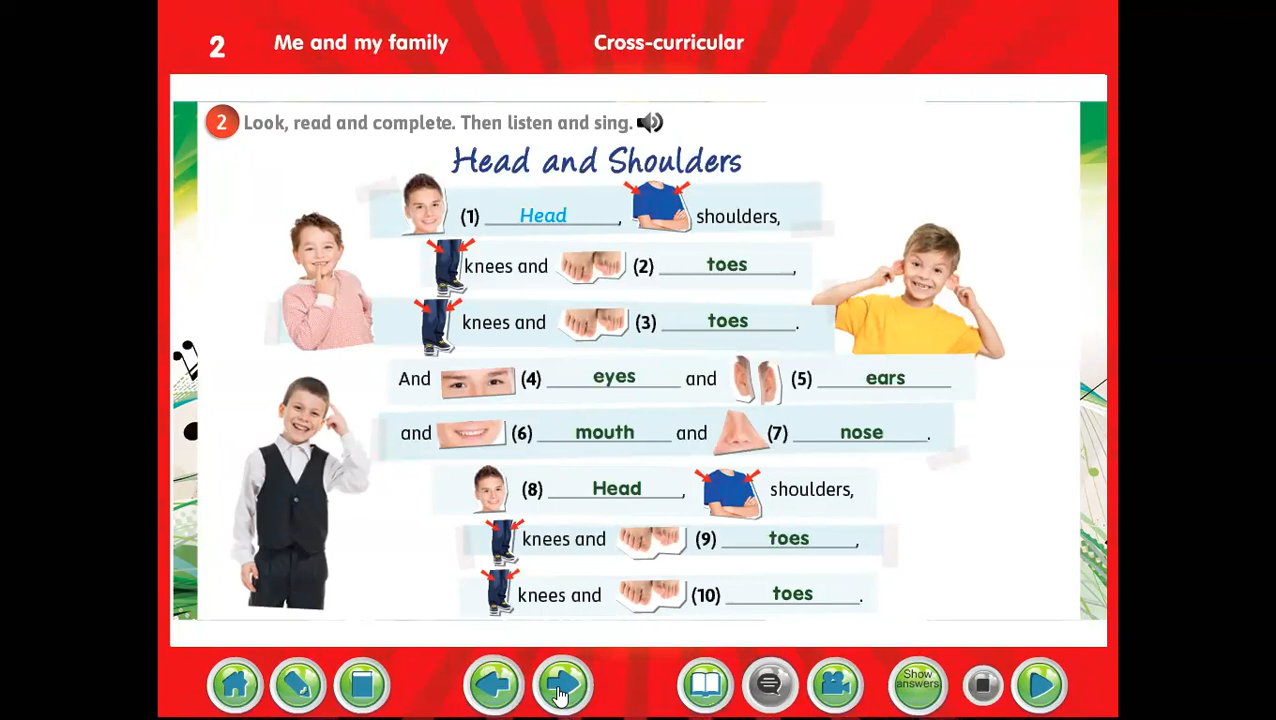 2 Me and my family Cross-curricular
2 Look, read and complete. Then listen and sing.
Head and Shoulders
(1) Head, shoulders,
knees and (2) toes,
knees and (3) toes.
And (4) eyes and (5) ears
and (6) mouth and (7) nose.
(8) Head, shoulders,
knees and (9) toes,
knees and (10) toes.
Show
answers